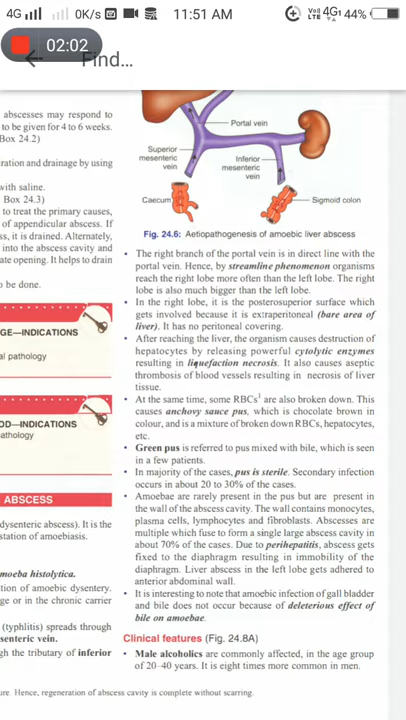 4G 0K/s 11:51 AM 4G 44%
VoI) LTE
02:02
Find...
abscesses may respond to
to be given for 4 to 6 weeks.
Box 24.2)
ration and drainage by using
with saline.
Box 24.3)
to treat the primary causes,
of appendicular abscess. If
ss, it is drained. Alternately,
into the abscess cavity and
ate opening. It helps to drain
o be done.
GE—INDICATIONS
al pathology
OD—INDICATIONS
athology
ABSCESS
dysenteric abscess). It is the
station of amoebiasis.
moeba histolytica.
tion of amoebic dysentery.
ge or in the chronic carrier
(typhlitis) spreads through
senteric vein.
gh the tributary of inferior
Portal vein
Superior
mesenteric
vein
Inferior
mesenteric
vein
Caecum
Sigmoid colon
Fig. 24.6: Aetiopathogenesis of amoebic liver abscess
• The right branch of the portal vein is in direct line with the
portal vein. Hence, by streamline phenomenon organisms
reach the right lobe more often than the left lobe. The right
lobe is also much bigger than the left lobe.
• In the right lobe, it is the posterosuperior surface which
gets involved because it is extraperitoneal (bare area of
liver). It has no peritoneal covering.
• After reaching the liver, the organism causes destruction of
hepatocytes by releasing powerful cytolytic enzymes
resulting in liquefaction necrosis. It also causes aseptic
thrombosis of blood vessels resulting in necrosis of liver
tissue.
• At the same time, some RBCs¹ are also broken down. This
causes anchovy sauce pus, which is chocolate brown in
colour, and is a mixture of broken down RBCs, hepatocytes,
etc.
• Green pus is referred to pus mixed with bile, which is seen
in a few patients.
• In majority of the cases, pus is sterile. Secondary infection
occurs in about 20 to 30% of the cases.
• Amoebae are rarely present in the pus but are present in
the wall of the abscess cavity. The wall contains monocytes,
plasma cells, lymphocytes and fibroblasts. Abscesses are
multiple which fuse to form a single large abscess cavity in
about 70% of the cases. Due to perihepatitis, abscess gets
fixed to the diaphragm resulting in immobility of the
diaphragm. Liver abscess in the left lobe gets adhered to
anterior abdominal wall.
• It is interesting to note that amoebic infection of gall bladder
and bile does not occur because of deleterious effect of
bile on amoebae.
Clinical features (Fig. 24.8A)
• Male alcoholics are commonly affected, in the age group
of 20–40 years. It is eight times more common in men.
ure. Hence, regeneration of abscess cavity is complete without scarring.